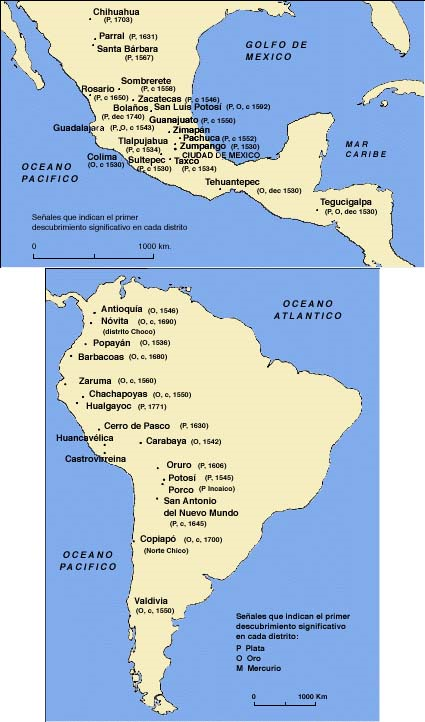 Chihuahua
(P, 1703)
Parral (P, 1631)
Santa Bárbara
(P, 1567)
GOLFO DE
MEXICO
Sombrerete
(P, c 1558)
Rosario
(P, c 1650)
Zacatecas (P, c 1546)
Bolaños
(P, dec 1740)
San Luis Potosí (P, O, c 1592)
Guanajuato (P, c 1550)
Guadalajara (P, O, c 1543)
Zimapán
Pachuca (P, c 1552)
Tlalpujabua
(P, c 1534)
Zumpango (P, 1530)
CIUDAD DE MEXICO
Colima
(O, c 1530)
Sultepec
(P, c 1530)
Taxco
(P, c 1534)
MAR
CARIBE
OCEANO
PACIFICO
Tehuantepec
(O, dec 1530)
Tegucigalpa
(P, O, dec 1530)
Señales que indican el primer
descubrimiento significativo en cada distrito
0 1000 km.
OCEANO
ATLANTICO
Antioquía (O, 1546)
Nóvita (O, c, 1690)
(distrito Choco)
Popayán (O, 1536)
Barbacoas (O, c, 1680)
Zaruma (O, c, 1560)
Chachapoyas (O, c, 1550)
Hualgayoc (P, 1771)
Cerro de Pasco (P, 1630)
Huancavélica
Carabaya (O, 1542)
Castrovirreina
Oruro (P, 1606)
Potosí (P, 1545)
Porco (P Incaico)
San Antonio
del Nuevo Mundo
(P, c, 1645)
Copiapó (O, c, 1700)
(Norte Chico)
OCEANO
PACIFICO
Valdivia
(O, c, 1550)
Señales que indican el primer
descubrimiento significativo
en cada distrito:
P Plata
O Oro
M Mercurio
0 1000 Km